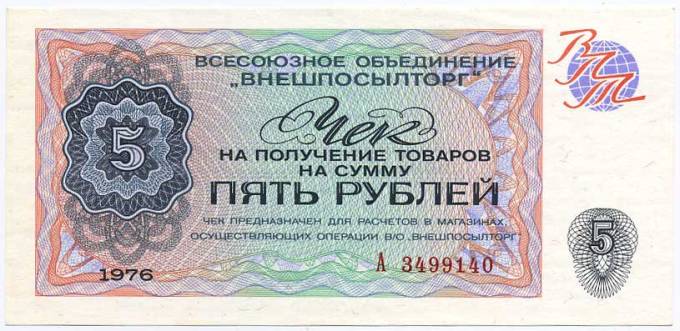 ВСЕСОЮЗНОЕ ОБЪЕДИНЕНИЕ
„ВНЕШПОСЫЛТОРГ“
ВПТ
Чек
5
НА ПОЛУЧЕНИЕ ТОВАРОВ
НА СУММУ
ПЯТЬ РУБЛЕЙ
ЧЕК ПРЕДНАЗНАЧЕН ДЛЯ РАСЧЕТОВ В МАГАЗИНАХ,
ОСУЩЕСТВЛЯЮЩИХ ОПЕРАЦИИ В/О „ВНЕШПОСЫЛТОРГ“
5
1976
А 3499140